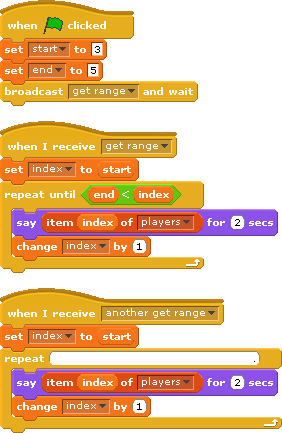 when clicked
set start to 3
set end to 5
broadcast get range and wait
when I receive get range
set index to start
repeat until end < index
say item index of players for 2 secs
change index by 1
when I receive another get range
set index to start
repeat .
say item index of players for 2 secs
change index by 1